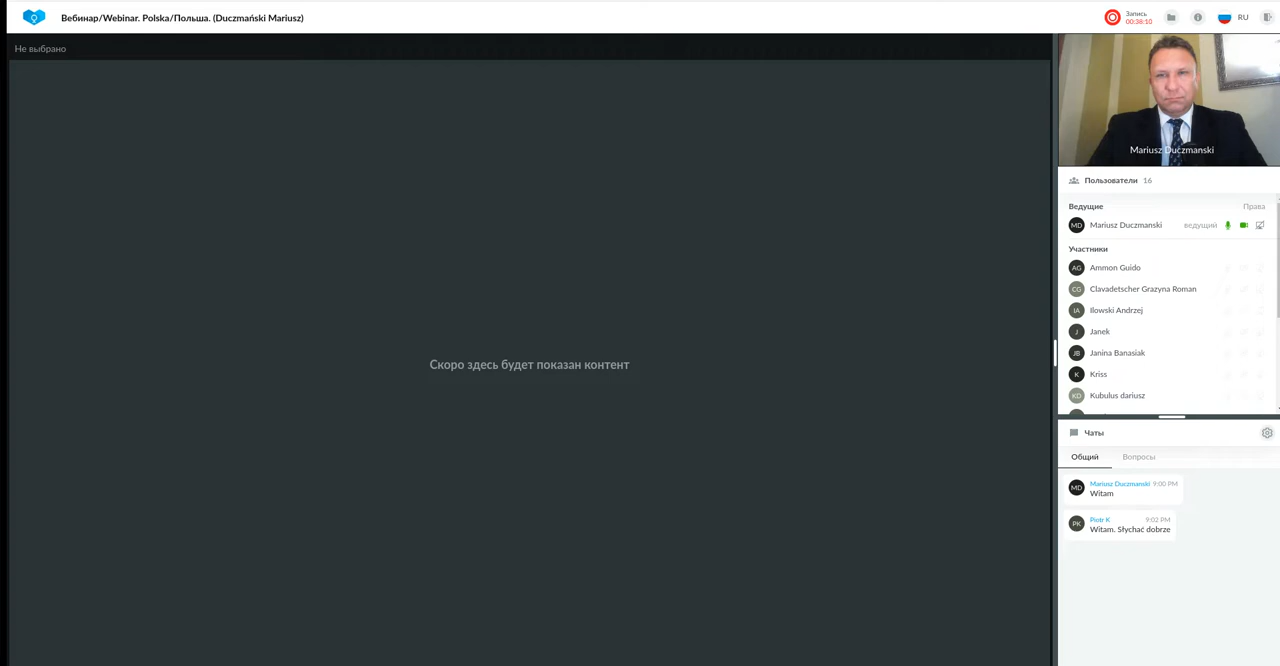 Вебинар/Webinar. Polska/Польша. (Duczmański Mariusz)
Запись
00:38:10
RU
Не выбрано
Скоро здесь будет показан контент
Mariusz Duczmanski
Пользователи 16
Ведущие Права
MD Mariusz Duczmanski ведущий
Участники
AG Ammon Guido
CG Clavadetscher Grazyna Roman
IA Ilowski Andrzej
J Janek
JB Janina Banasiak
K Kriss
KD Kubulus dariusz
Чаты
Общий Вопросы
MD Mariusz Duczmanski 9:00 PM
Witam
PK Piotr K 9:02 PM
Witam. Słychać dobrze